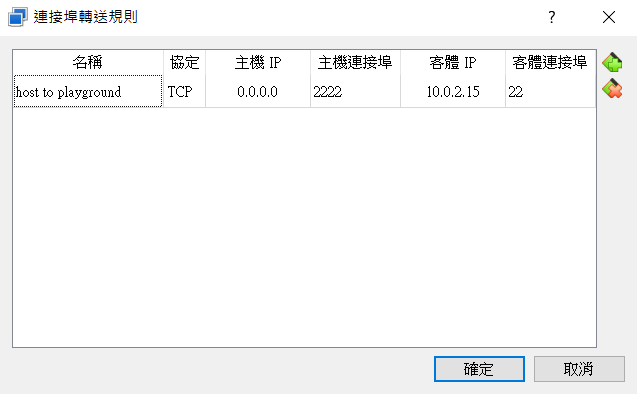 連接埠轉送規則
名稱 協定 主機 IP 主機連接埠 客體 IP 客體連接埠
host to playground TCP 0.0.0.0 2222 10.0.2.15 22
確定 取消